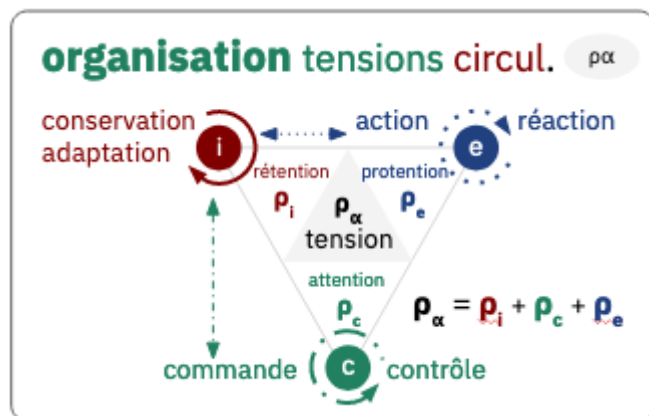 organisation tensions circul. ρα
conservation action réaction
adaptation i e
rétention protention
ρi ρα ρe
tension
attention
ρc ρα = ρi + ρc + ρe
commande c contrôle